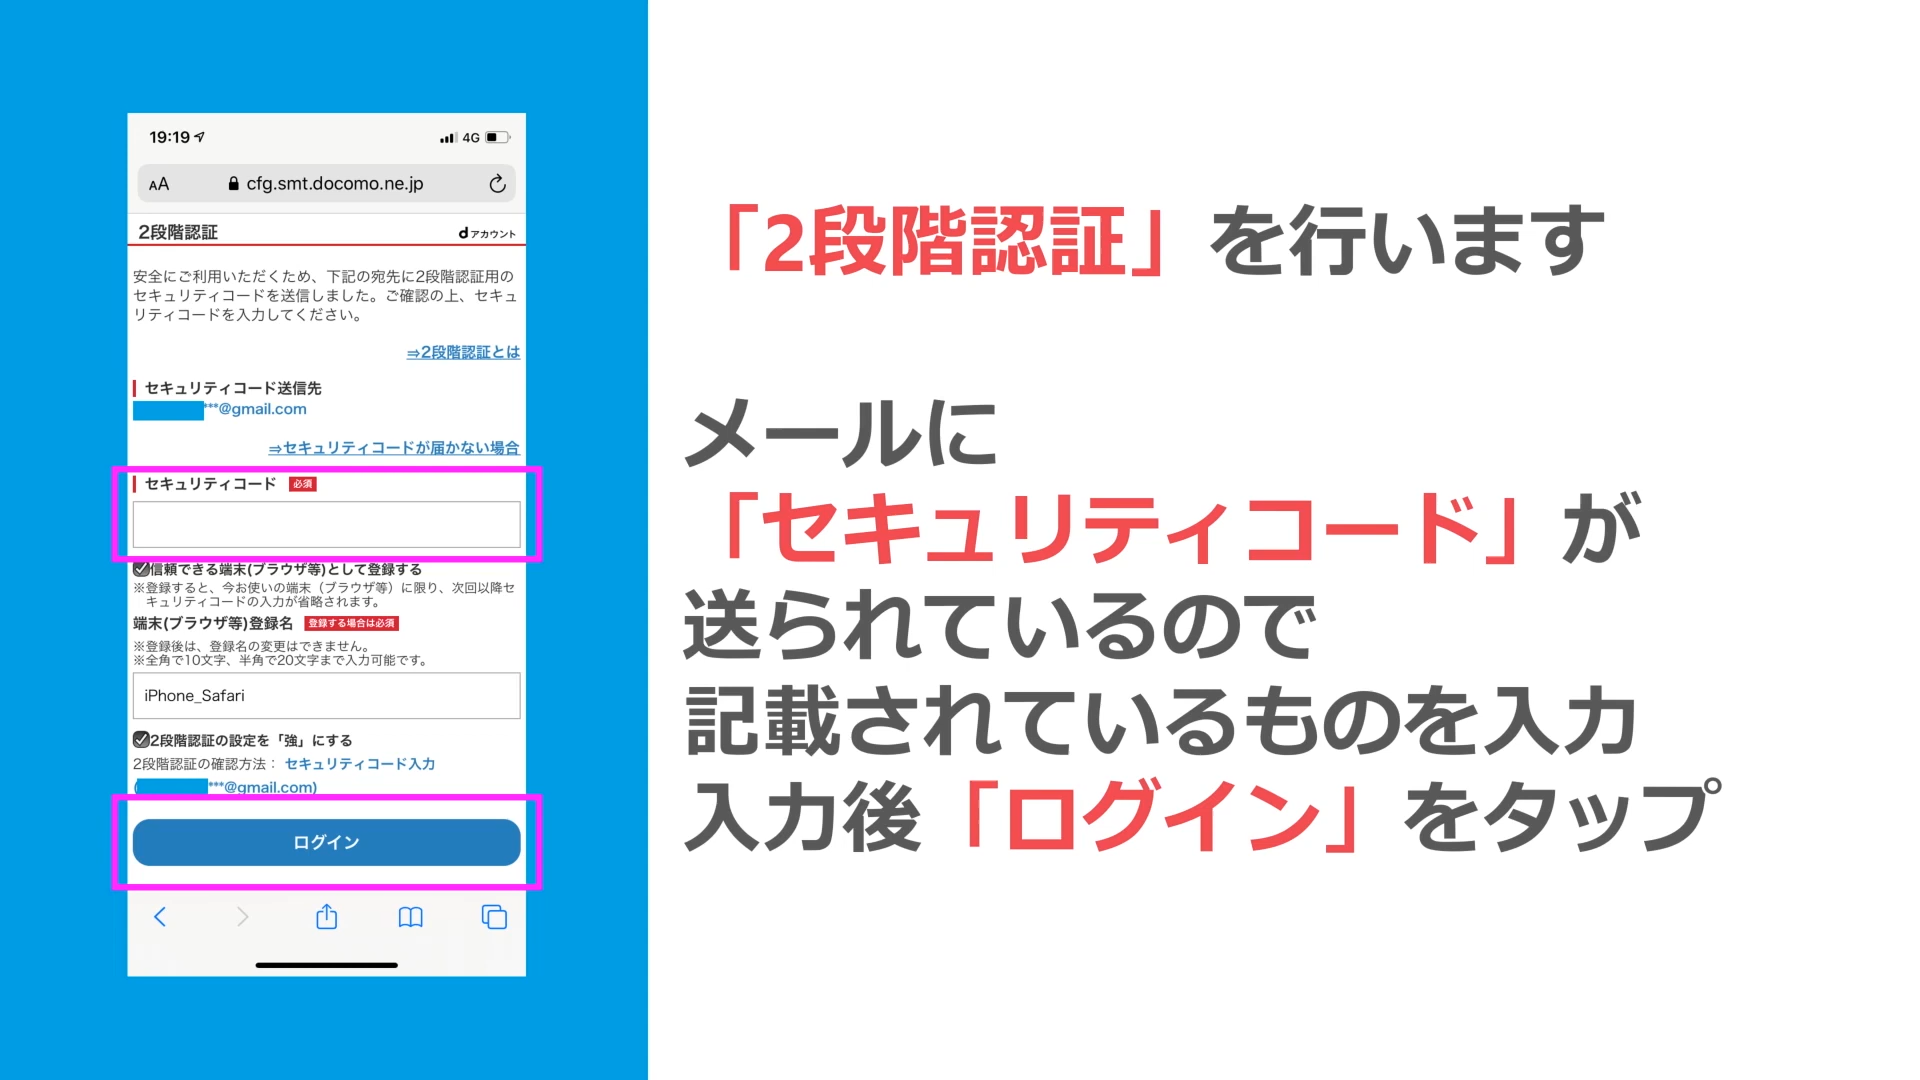 19:19
4G
AA
cfg.smt.docomo.ne.jp
2段階認証
dアカウント
安全にご利用いただくため、下記の宛先に2段階認証用の
セキュリティコードを送信しました。ご確認の上、セキュ
リティコードを入力してください。
⇒2段階認証とは
セキュリティコード送信先
***@gmail.com
⇒セキュリティコードが届かない場合
セキュリティコード 必須
信頼できる端末(ブラウザ等)として登録する
※登録すると、今お使いの端末（ブラウザ等）に限り、次回以降セ
キュリティコードの入力が省略されます。
端末(ブラウザ等)登録名 登録する場合は必須
※登録後は、登録名の変更はできません。
※全角で10文字、半角で20文字まで入力可能です。
iPhone_Safari
2段階認証の設定を「強」にする
2段階認証の確認方法： セキュリティコード入力
(***@gmail.com)
ログイン
「2段階認証」を行います
メールに
「セキュリティコード」が
送られているので
記載されているものを入力
入力後「ログイン」をタップ